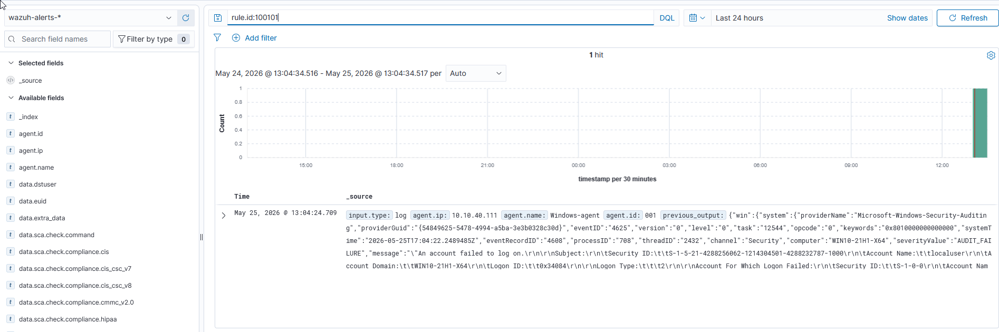 wazuh-alerts-*
Search field names
Filter by type 0
Selected fields
_source
Available fields
t _index
t agent.id
t agent.ip
t agent.name
t data.dstuser
t data.euid
t data.extra_data
t data.sca.check.command
t data.sca.check.compliance.cis
t data.sca.check.compliance.cis_csc_v7
t data.sca.check.compliance.cis_csc_v8
t data.sca.check.compliance.cmmc_v2.0
t data.sca.check.compliance.hipaa
rule.id:100101
DQL
Last 24 hours
Show dates
Refresh
Add filter
1 hit
May 24, 2026 @ 13:04:34.516 - May 25, 2026 @ 13:04:34.517 per Auto
Count
1
0.8
0.6
0.4
0.2
0
15:00 18:00 21:00 00:00 03:00 06:00 09:00 12:00
timestamp per 30 minutes
Time _source
May 25, 2026 @ 13:04:24.709
input.type: log agent.ip: 10.10.40.111 agent.name: Windows-agent agent.id: 001 previous_output: {"win":{"system":{"providerName":"Microsoft-Windows-Security-Auditin
g","providerGuid":"{54849625-5478-4994-a5ba-3e3b0328c30d}","eventID":"4625","version":"0","level":"0","task":"12544","opcode":"0","keywords":"0x8010000000000000","systemT
ime":"2026-05-25T17:04:22.2489485Z","eventRecordID":"4608","processID":"708","threadID":"2432","channel":"Security","computer":"WIN10-21H1-X64","severityValue":"AUDIT_FAI
LURE","message":"\"An account failed to log on.\r\n\r\nSubject:\r\n\tSecurity ID:\t\tS-1-5-21-4288256062-1214304501-4288232787-1000\r\n\tAccount Name:\t\tlocaluser\r\n\tA
ccount Domain:\t\tWIN10-21H1-X64\r\n\tLogon ID:\t\t0x34084\r\n\r\nLogon Type:\t\t\t2\r\n\r\nAccount For Which Logon Failed:\r\n\tSecurity ID:\t\tS-1-0-0\r\n\tAccount Nam